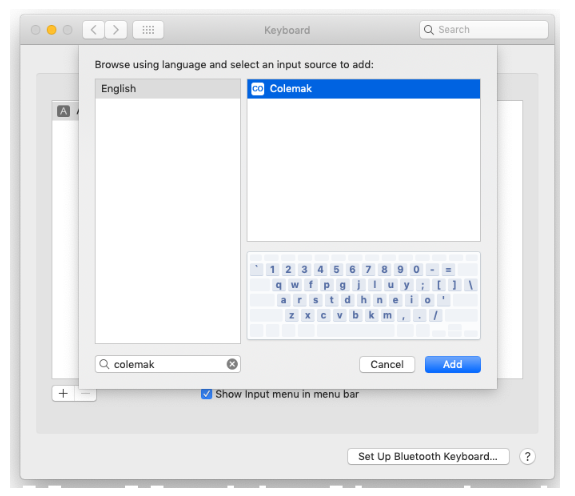 Keyboard
Search
Browse using language and select an input source to add:
English
CO Colemak
A
` 1 2 3 4 5 6 7 8 9 0 - =
q w f p g j l u y ; [ ] \
a r s t d h n e i o '
z x c v b k m , . /
colemak
Cancel
Add
+ −
Show Input menu in menu bar
Set Up Bluetooth Keyboard...
?